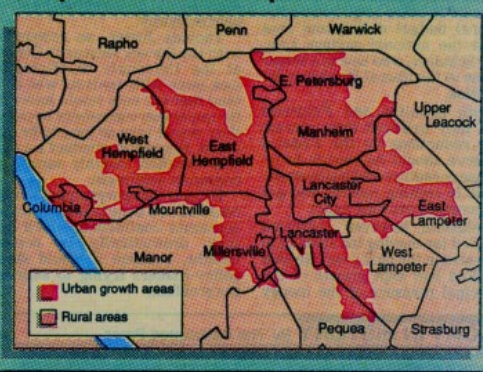 Penn
Warwick
Rapho
E. Petersburg
Upper
Leacock
Manheim
West
Hempfield
East
Hempfield
Lancaster
City
Columbia
Mountville
East
Lampeter
Lancaster
Millersville
Manor
West
Lampeter
Urban growth areas
Rural areas
Pequea
Strasburg